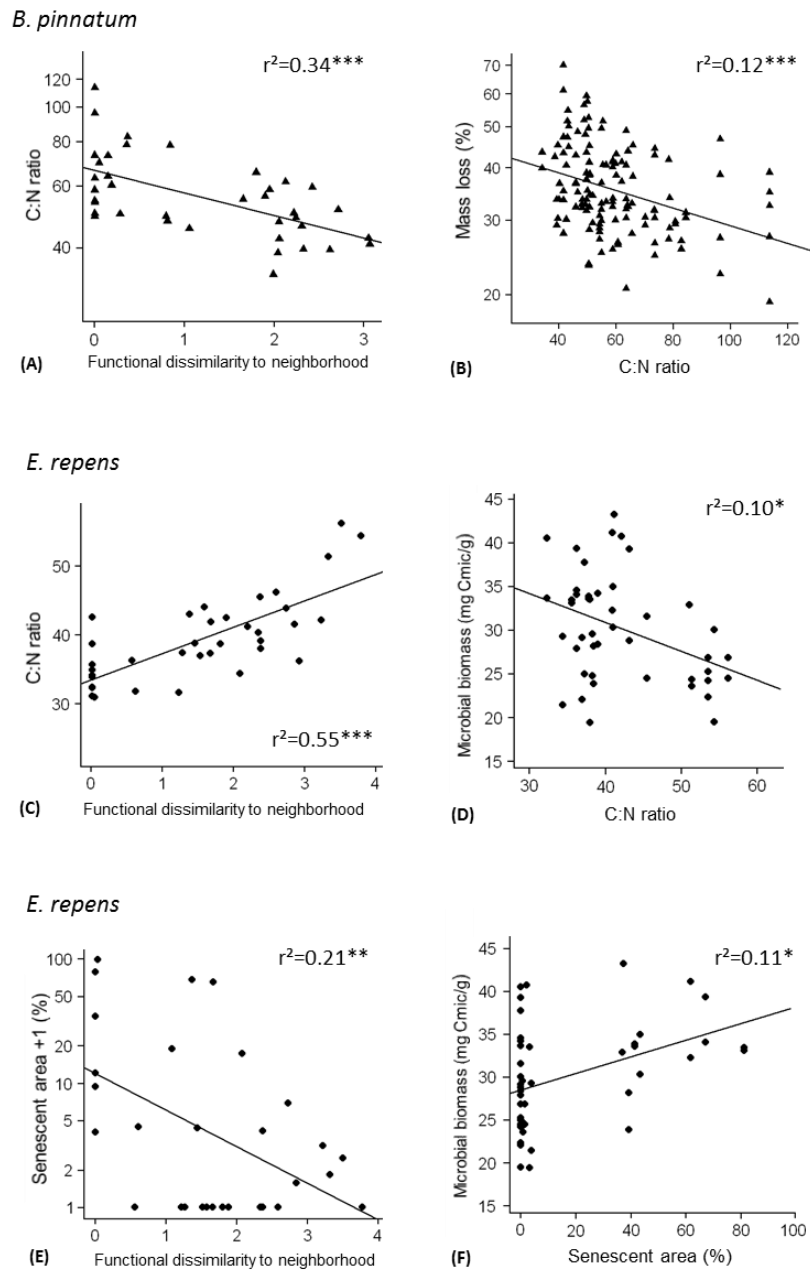 B. pinnatum
r²=0.34***
120
100
80
60
40
C:N ratio
0 1 2 3
(A) Functional dissimilarity to neighborhood
r²=0.12***
70
60
50
40
30
20
Mass loss (%)
40 60 80 100 120
(B) C:N ratio
E. repens
50
40
30
C:N ratio
r²=0.55***
0 1 2 3 4
(C) Functional dissimilarity to neighborhood
r²=0.10*
45
40
35
30
25
20
15
Microbial biomass (mg Cmic/g)
30 40 50 60
(D) C:N ratio
E. repens
r²=0.21**
100
50
20
10
5
2
1
Senescent area +1 (%)
0 1 2 3 4
(E) Functional dissimilarity to neighborhood
r²=0.11*
45
40
35
30
25
20
15
Microbial biomass (mg Cmic/g)
0 20 40 60 80 100
(F) Senescent area (%)